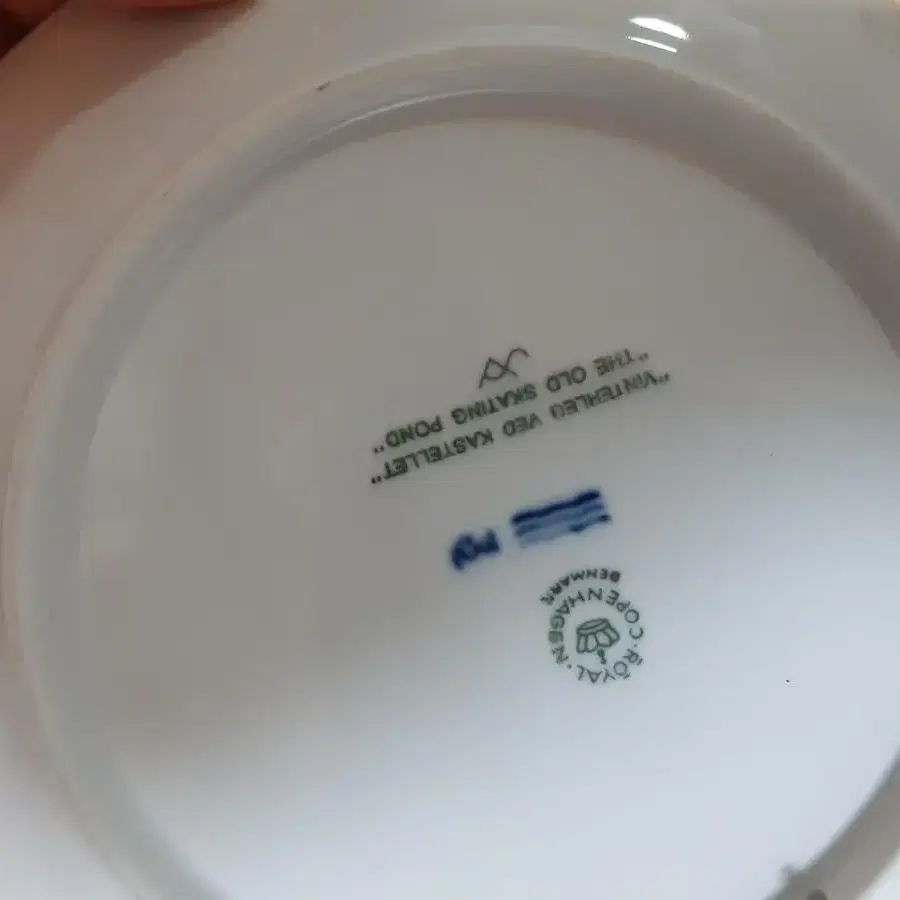 ROYAL · COPENHAGEN
DENMARK
"VINTERLEG VED KASTELLET"
"THE OLD SKATING POND"